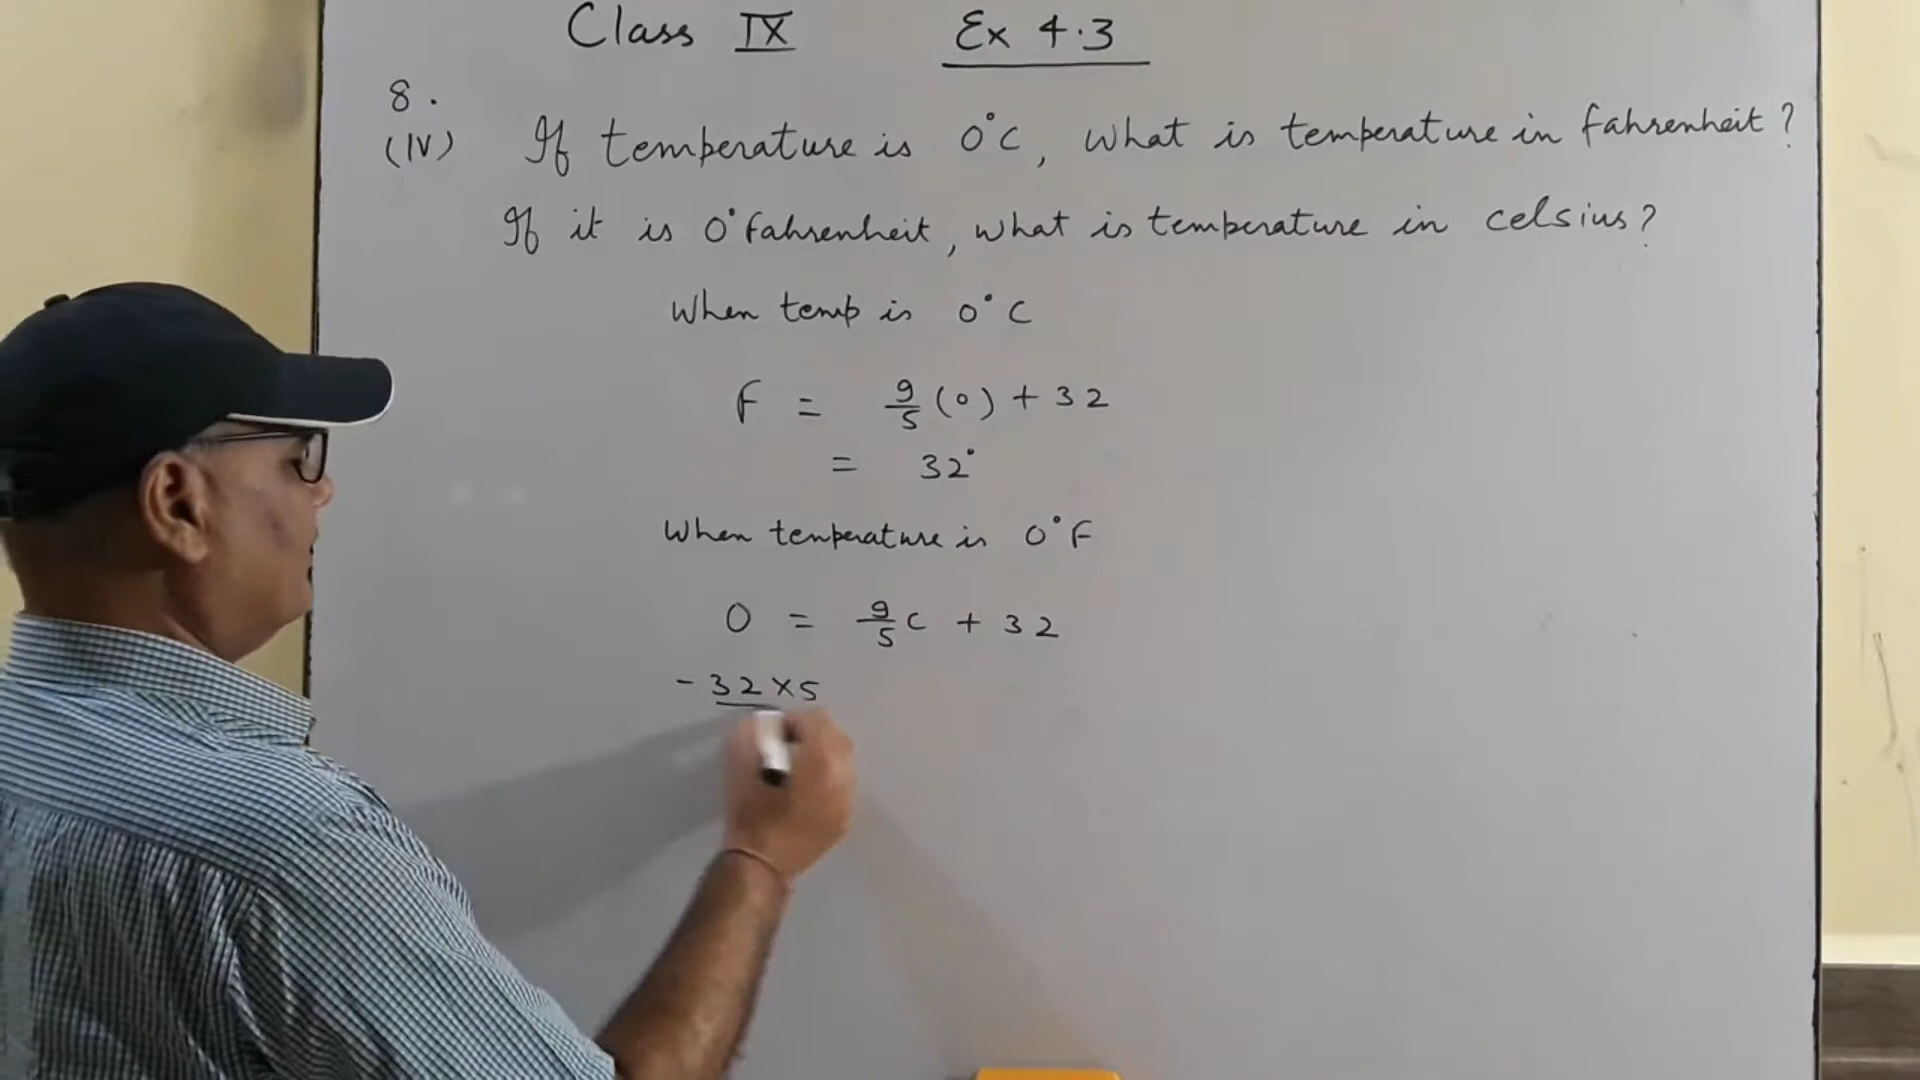 Class IX Ex 4.3
8.
(IV) If temperature is 0°C, What is temperature in fahrenheit?
If it is 0° fahrenheit, what is temperature in celsius?
When temp is 0°C
F = 9/5 (0) + 32
= 32°
When temperature is 0°F
0 = 9/5 C + 32
-32×5